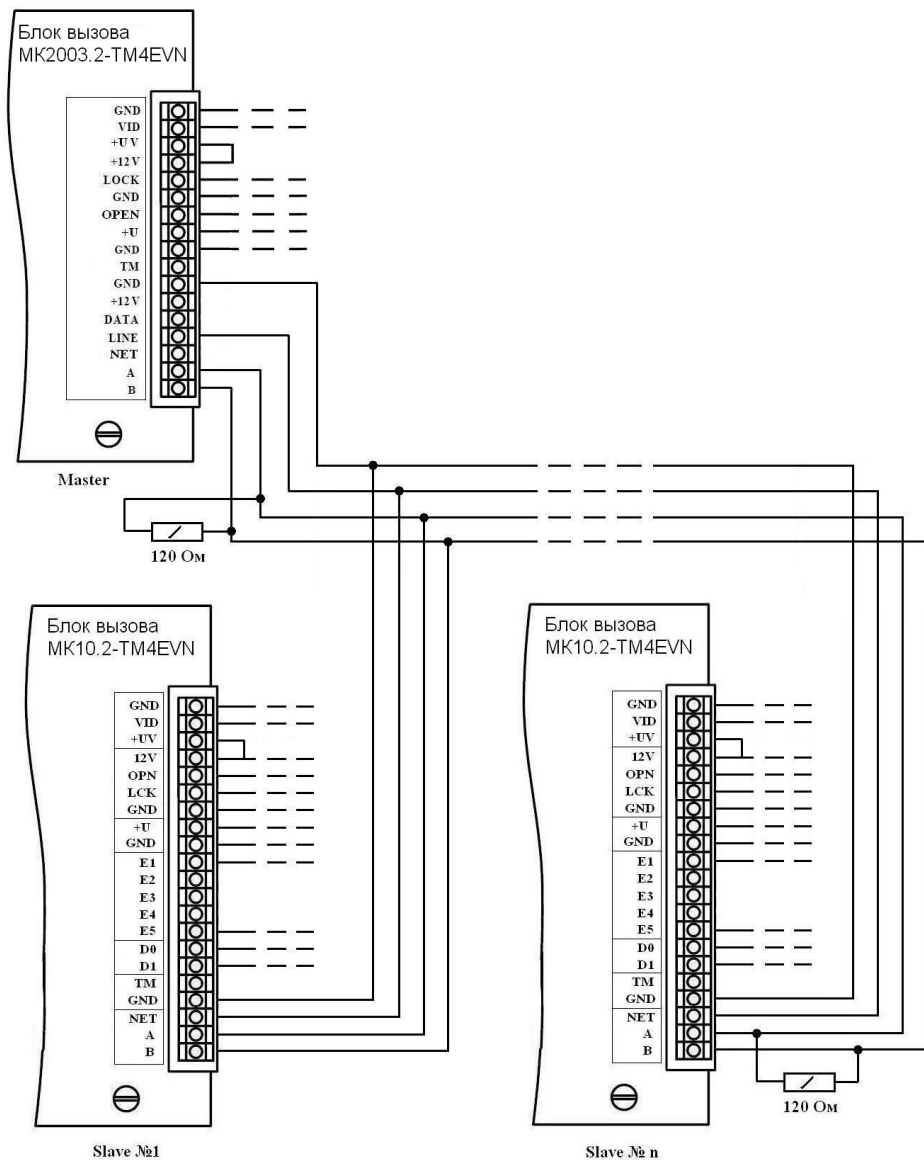 Блок вызова
МК2003.2-TM4EVN
GND
VID
+UV
+12V
LOCK
GND
OPEN
+U
GND
TM
GND
+12V
DATA
LINE
NET
A
B
Master
120 Ом
Блок вызова
МК10.2-TM4EVN
GND
VID
+UV
12V
OPN
LCK
GND
+U
GND
E1
E2
E3
E4
E5
D0
D1
TM
GND
NET
A
B
Slave №1
Блок вызова
МК10.2-TM4EVN
GND
VID
+UV
12V
OPN
LCK
GND
+U
GND
E1
E2
E3
E4
E5
D0
D1
TM
GND
NET
A
B
120 Ом
Slave № n